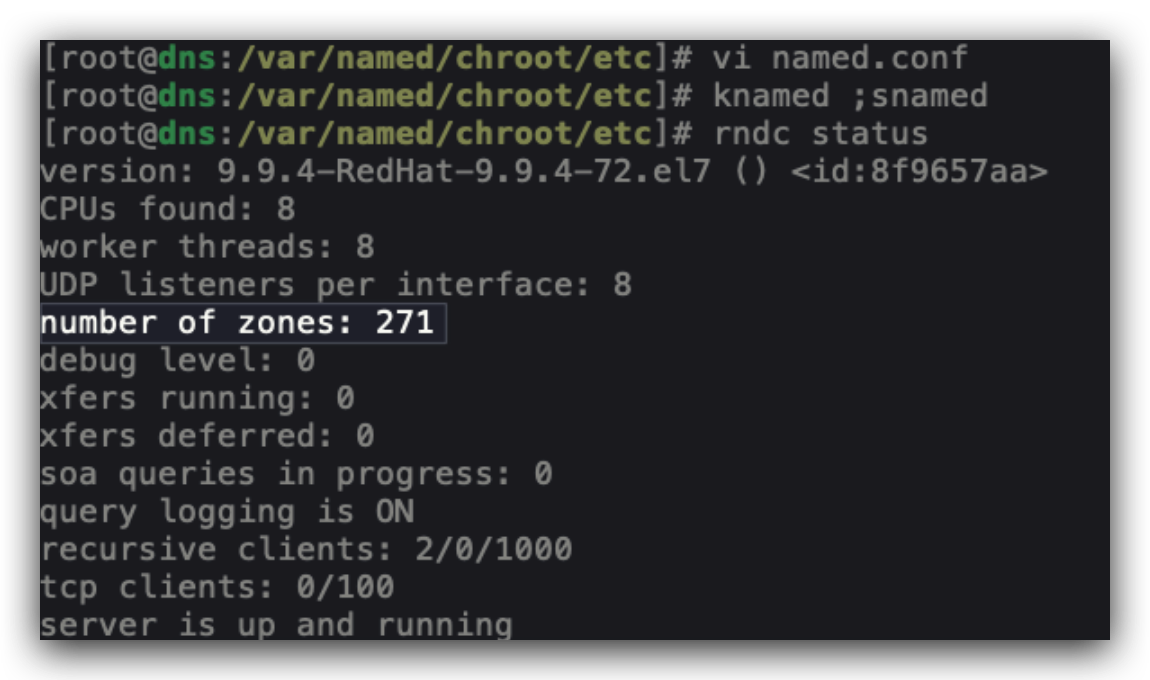 [root@dns:/var/named/chroot/etc]# vi named.conf
[root@dns:/var/named/chroot/etc]# knamed ;snamed
[root@dns:/var/named/chroot/etc]# rndc status
version: 9.9.4-RedHat-9.9.4-72.el7 () <id:8f9657aa>
CPUs found: 8
worker threads: 8
UDP listeners per interface: 8
number of zones: 271
debug level: 0
xfers running: 0
xfers deferred: 0
soa queries in progress: 0
query logging is ON
recursive clients: 2/0/1000
tcp clients: 0/100
server is up and running